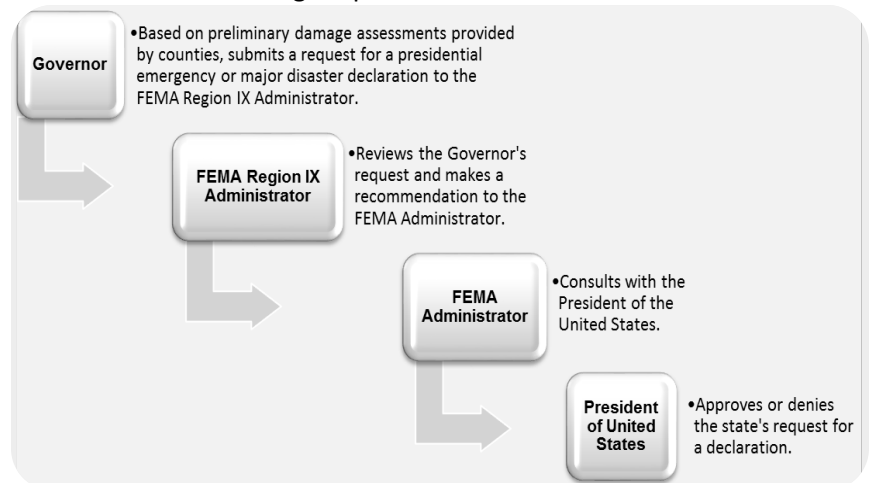 Governor
•Based on preliminary damage assessments provided
by counties, submits a request for a presidential
emergency or major disaster declaration to the
FEMA Region IX Administrator.
FEMA Region IX
Administrator
•Reviews the Governor's
request and makes a
recommendation to the
FEMA Administrator.
FEMA
Administrator
•Consults with the
President of the
United States.
President
of United
States
•Approves or denies
the state's request for
a declaration.